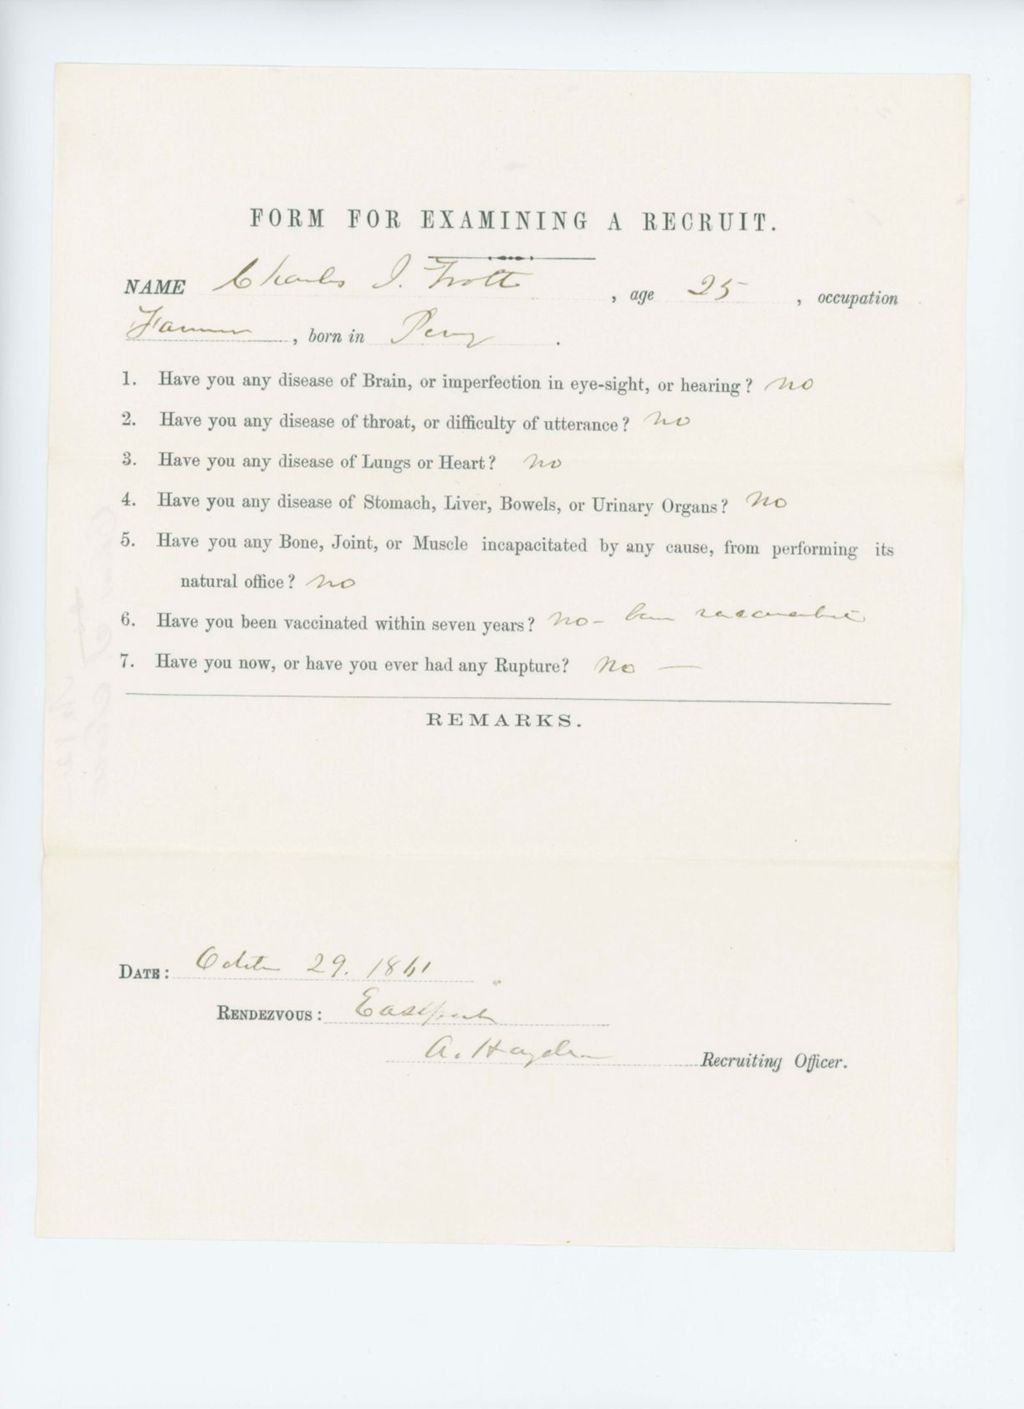 FORM FOR EXAMINING A RECRUIT.
NAME Charles J. Trott , age 25 , occupation
Farmer , born in Perry .
1. Have you any disease of Brain, or imperfection in eye-sight, or hearing? No
2. Have you any disease of throat, or difficulty of utterance? No
3. Have you any disease of Lungs or Heart? No
4. Have you any disease of Stomach, Liver, Bowels, or Urinary Organs? No
5. Have you any Bone, Joint, or Muscle incapacitated by any cause, from performing its
natural office? No
6. Have you been vaccinated within seven years? No - been vaccinated
7. Have you now, or have you ever had any Rupture? No —
REMARKS.
DATE: October 29. 1861
RENDEZVOUS: Eastport
A. Hayden Recruiting Officer.